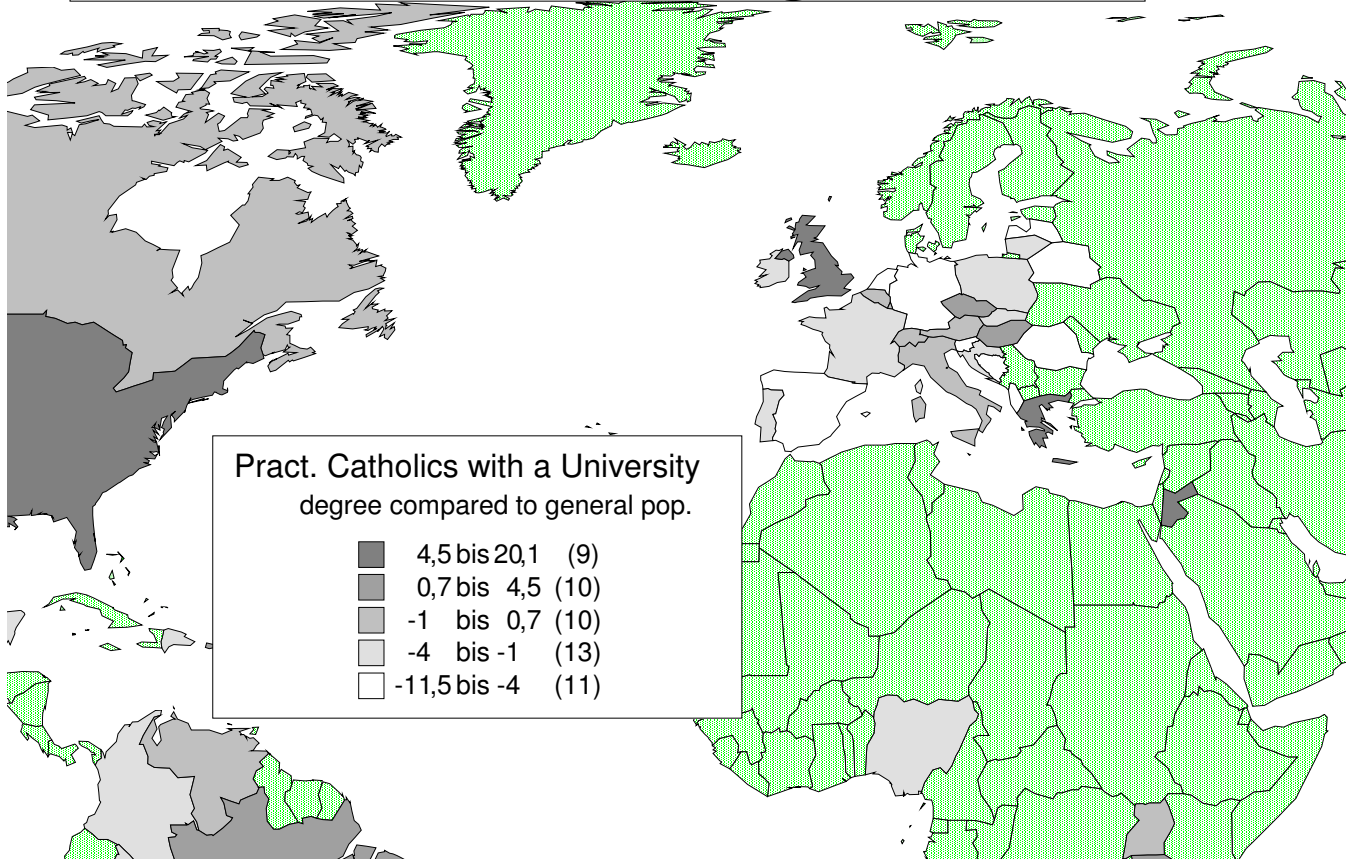 Pract. Catholics with a University
degree compared to general pop.
4,5 bis 20,1 (9)
0,7 bis 4,5 (10)
-1 bis 0,7 (10)
-4 bis -1 (13)
-11,5 bis -4 (11)